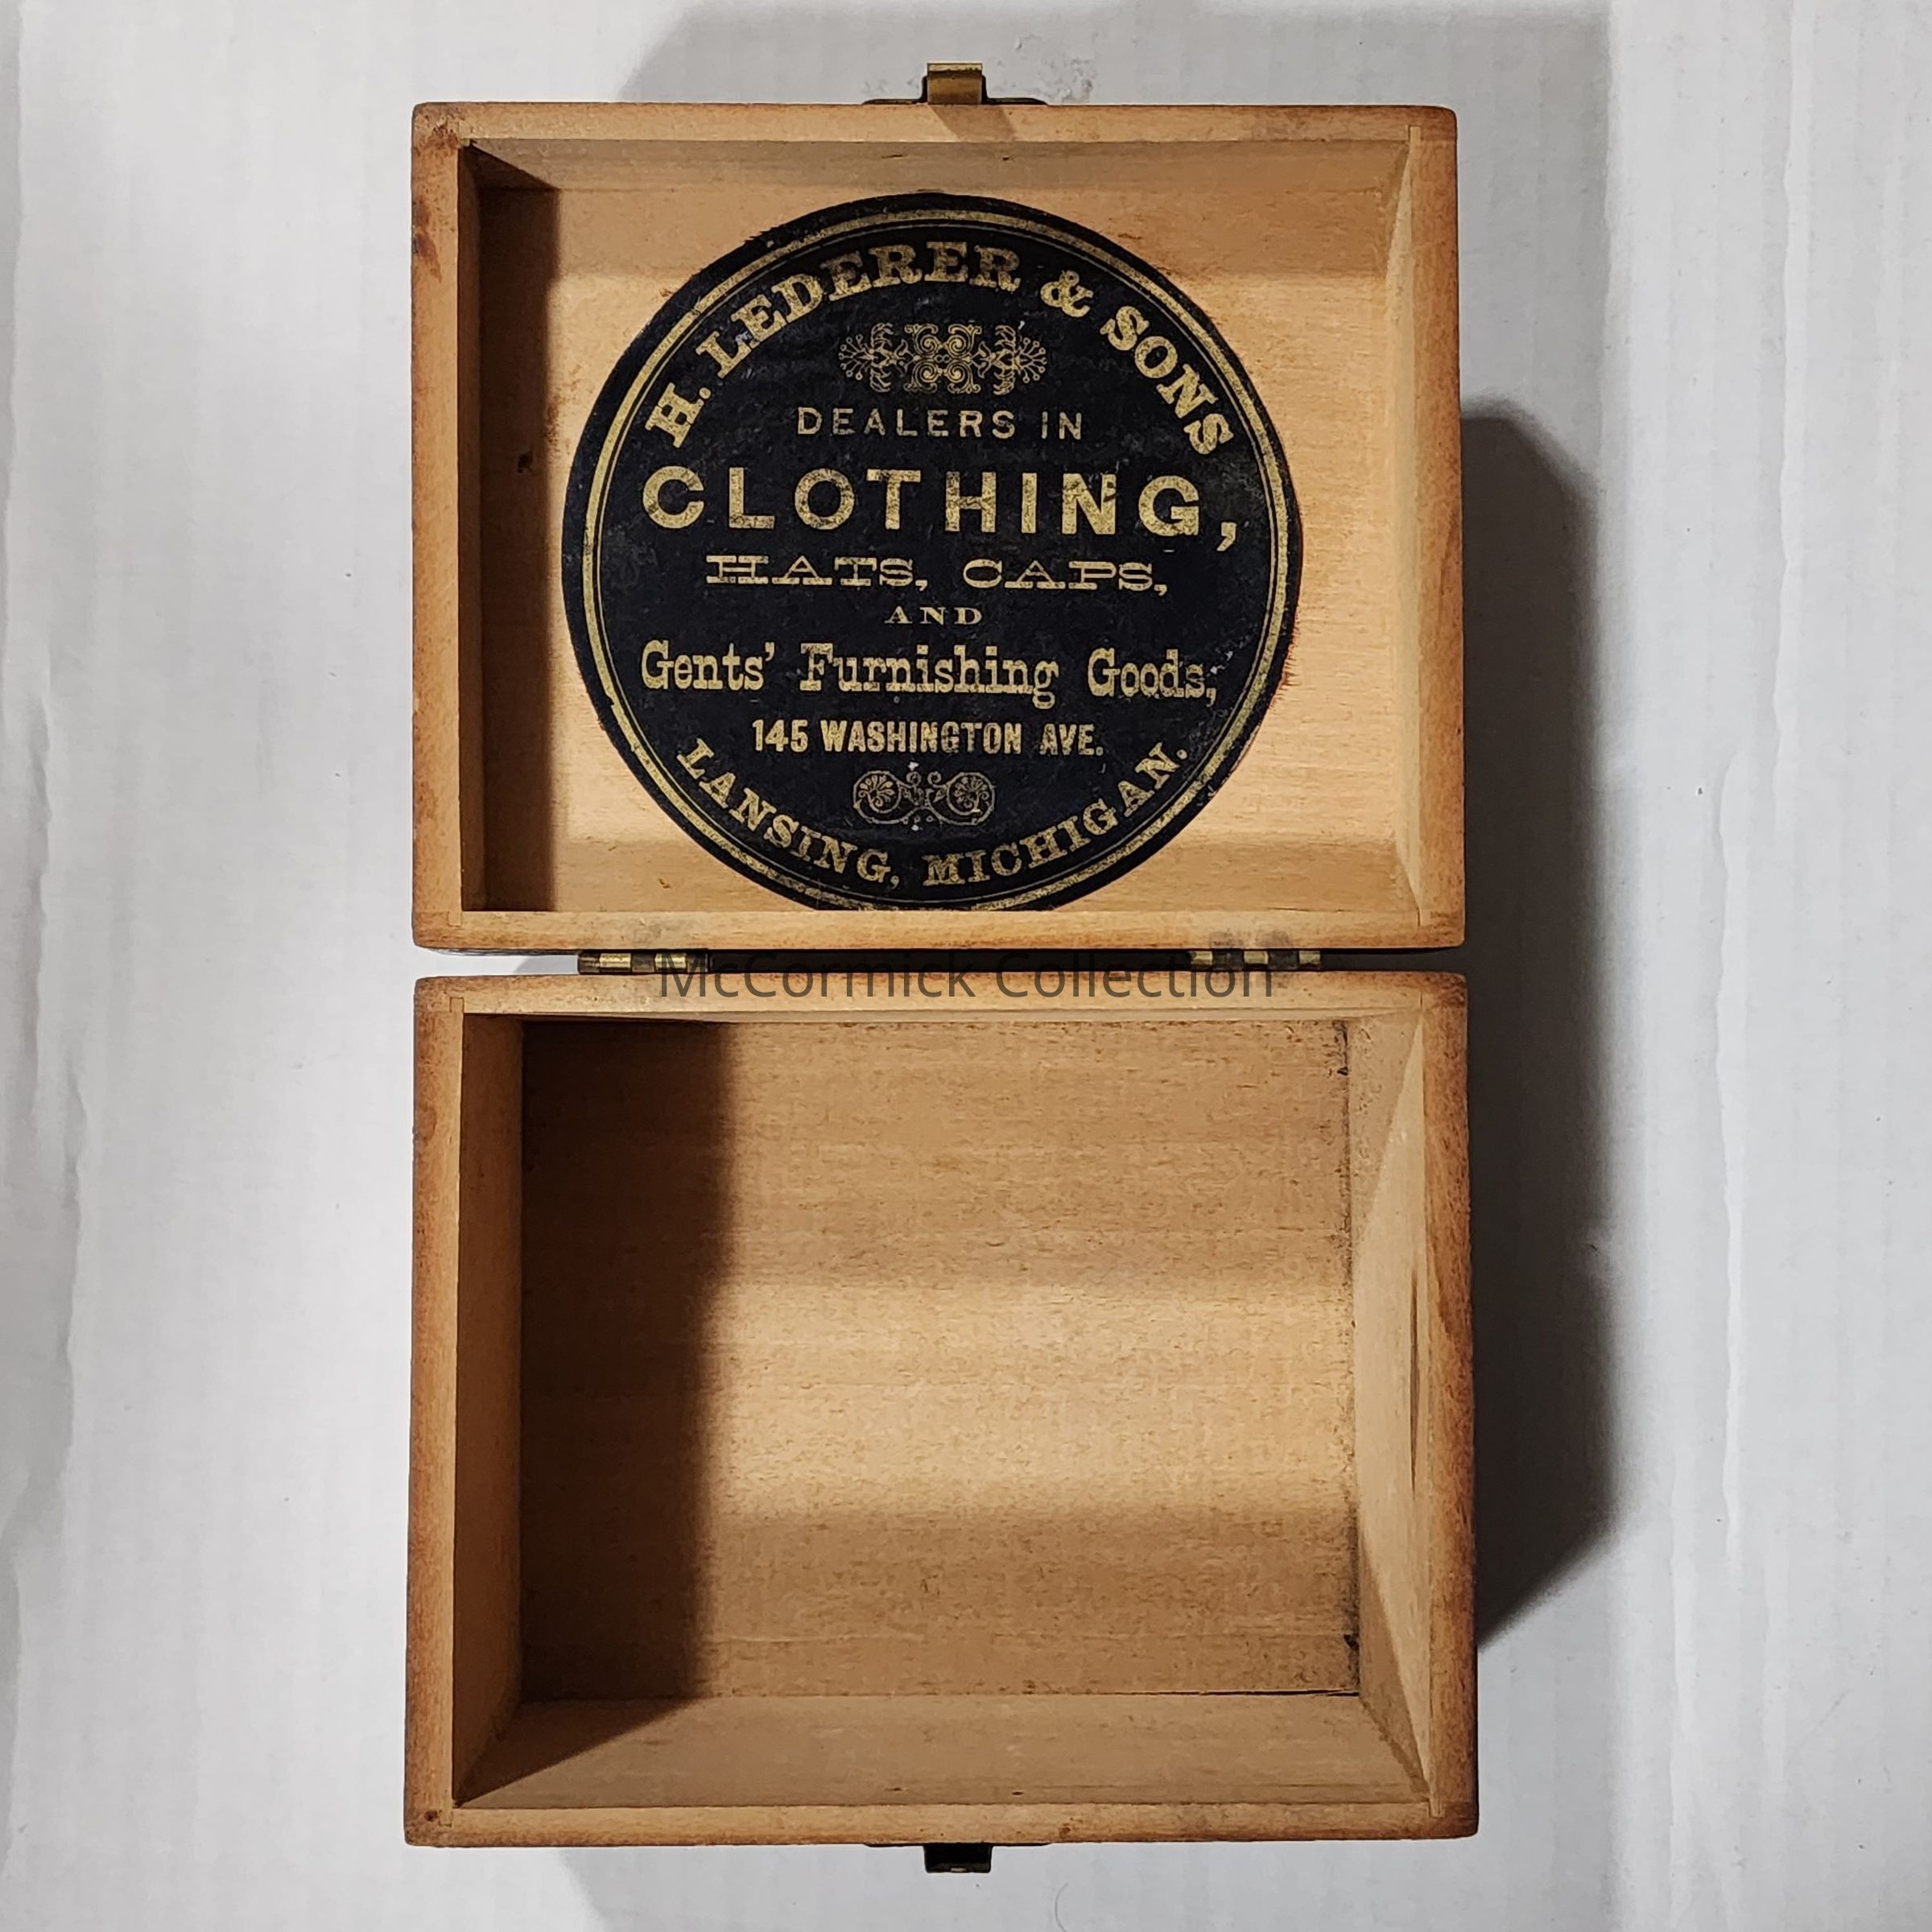 H. LEDERER & SONS
DEALERS IN
CLOTHING,
HATS, CAPS,
AND
Gents' Furnishing Goods,
145 WASHINGTON AVE.
LANSING, MICHIGAN.
McCormick Collection